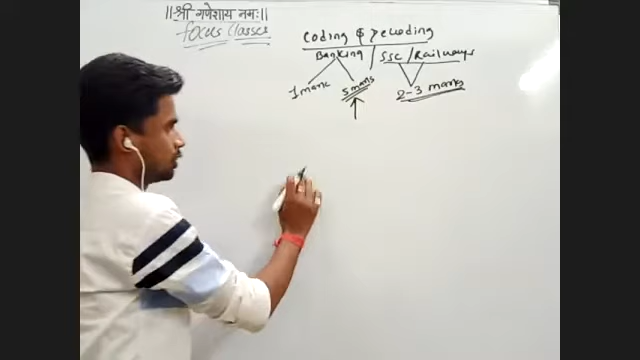 ||श्री गणेशाय नमः||
focus Classes
Coding & Decoding
Banking / SSC / Railways
1 mark 5 marks 2-3 marks